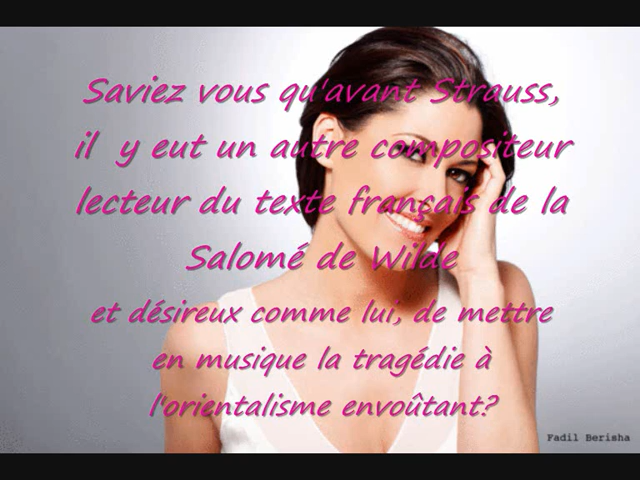 Saviez vous qu'avant Strauss,
il y eut un autre compositeur
lecteur du texte français de la
Salomé de Wilde
et désireux comme lui, de mettre
en musique la tragédie à
l'orientalisme envoûtant?
Fadil Berisha